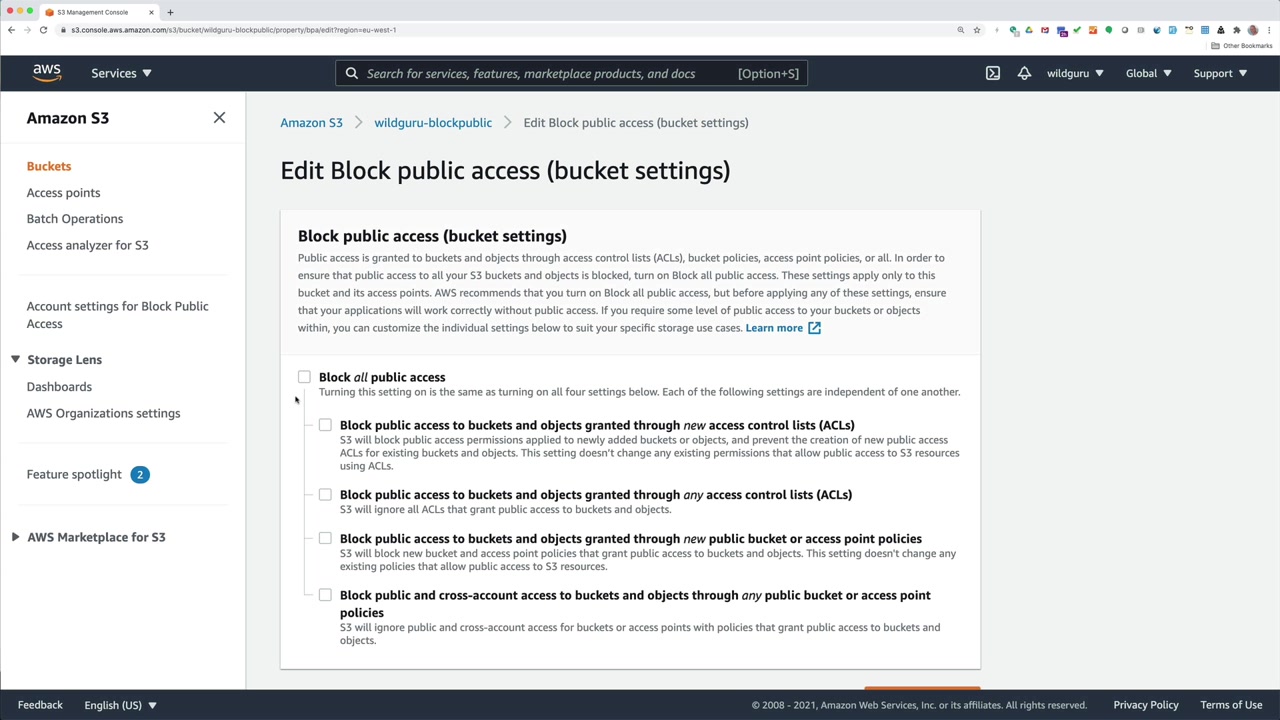 S3 Management Console
s3.console.aws.amazon.com/s3/bucket/wildguru-blockpublic/property/bpa/edit?region=eu-west-1
Other Bookmarks
aws
Services
Search for services, features, marketplace products, and docs [Option+S]
wildguru
Global
Support
Amazon S3
Buckets
Access points
Batch Operations
Access analyzer for S3
Account settings for Block Public
Access
Storage Lens
Dashboards
AWS Organizations settings
Feature spotlight 2
AWS Marketplace for S3
Amazon S3 > wildguru-blockpublic > Edit Block public access (bucket settings)
Edit Block public access (bucket settings)
Block public access (bucket settings)
Public access is granted to buckets and objects through access control lists (ACLs), bucket policies, access point policies, or all. In order
to ensure that public access to all your S3 buckets and objects is blocked, turn on Block all public access. These settings apply only to this
bucket and its access points. AWS recommends that you turn on Block all public access, but before applying any of these settings, ensure
that your applications will work correctly without public access. If you require some level of public access to your buckets or objects
within, you can customize the individual settings below to suit your specific storage use cases. Learn more
Block all public access
Turning this setting on is the same as turning on all four settings below. Each of the following settings are independent of one another.
Block public access to buckets and objects granted through new access control lists (ACLs)
S3 will block public access permissions applied to newly added buckets or objects, and prevent the creation of new public access
ACLs for existing buckets and objects. This setting doesn't change any existing permissions that allow public access to S3 resources
using ACLs.
Block public access to buckets and objects granted through any access control lists (ACLs)
S3 will ignore all ACLs that grant public access to buckets and objects.
Block public access to buckets and objects granted through new public bucket or access point policies
S3 will block new bucket and access point policies that grant public access to buckets and objects. This setting doesn't change any
existing policies that allow public access to S3 resources.
Block public and cross-account access to buckets and objects through any public bucket or access point
policies
S3 will ignore public and cross-account access for buckets or access points with policies that grant public access to buckets and
objects.
Feedback
English (US)
© 2008 - 2021, Amazon Web Services, Inc. or its affiliates. All rights reserved.
Privacy Policy
Terms of Use